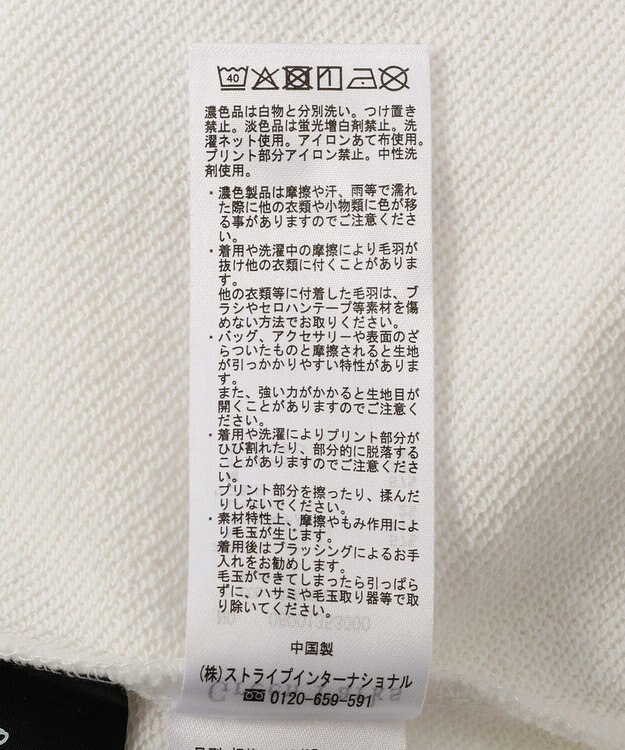 40
濃色品は白物と分別洗い。つけ置き
禁止。淡色品は蛍光増白剤禁止。洗
濯ネット使用。アイロンあて布使用。
プリント部分アイロン禁止。中性洗
剤使用。
・濃色製品は摩擦や汗、雨等で濡れ
た際に他の衣類や小物類に色が移
る事がありますのでご注意くださ
い。
・着用や洗濯中の摩擦により毛羽が
抜け他の衣類に付くことがありま
す。
他の衣類等に付着した毛羽は、ブ
ラシやセロハンテープ等素材を傷
めない方法でお取りください。
・バッグ、アクセサリーや表面のざ
らついたものと摩擦されると生地
が引っかかりやすい特性がありま
す。
また、強い力がかかると生地目が
開くことがありますのでご注意く
ださい。
・着用や洗濯によりプリント部分が
ひび割れたり、部分的に脱落する
ことがありますのでご注意くださ
い。
プリント部分を擦ったり、揉んだ
りしないでください。
・素材特性上、摩擦やもみ作用によ
り毛玉が生じます。
着用後はブラッシングによるお手
入れをお勧めします。
毛玉ができてしまったら引っぱら
ずに、ハサミや毛玉取り器等で取
り除いてください。
中国製
(株)ストライプインターナショナル
0120-659-591